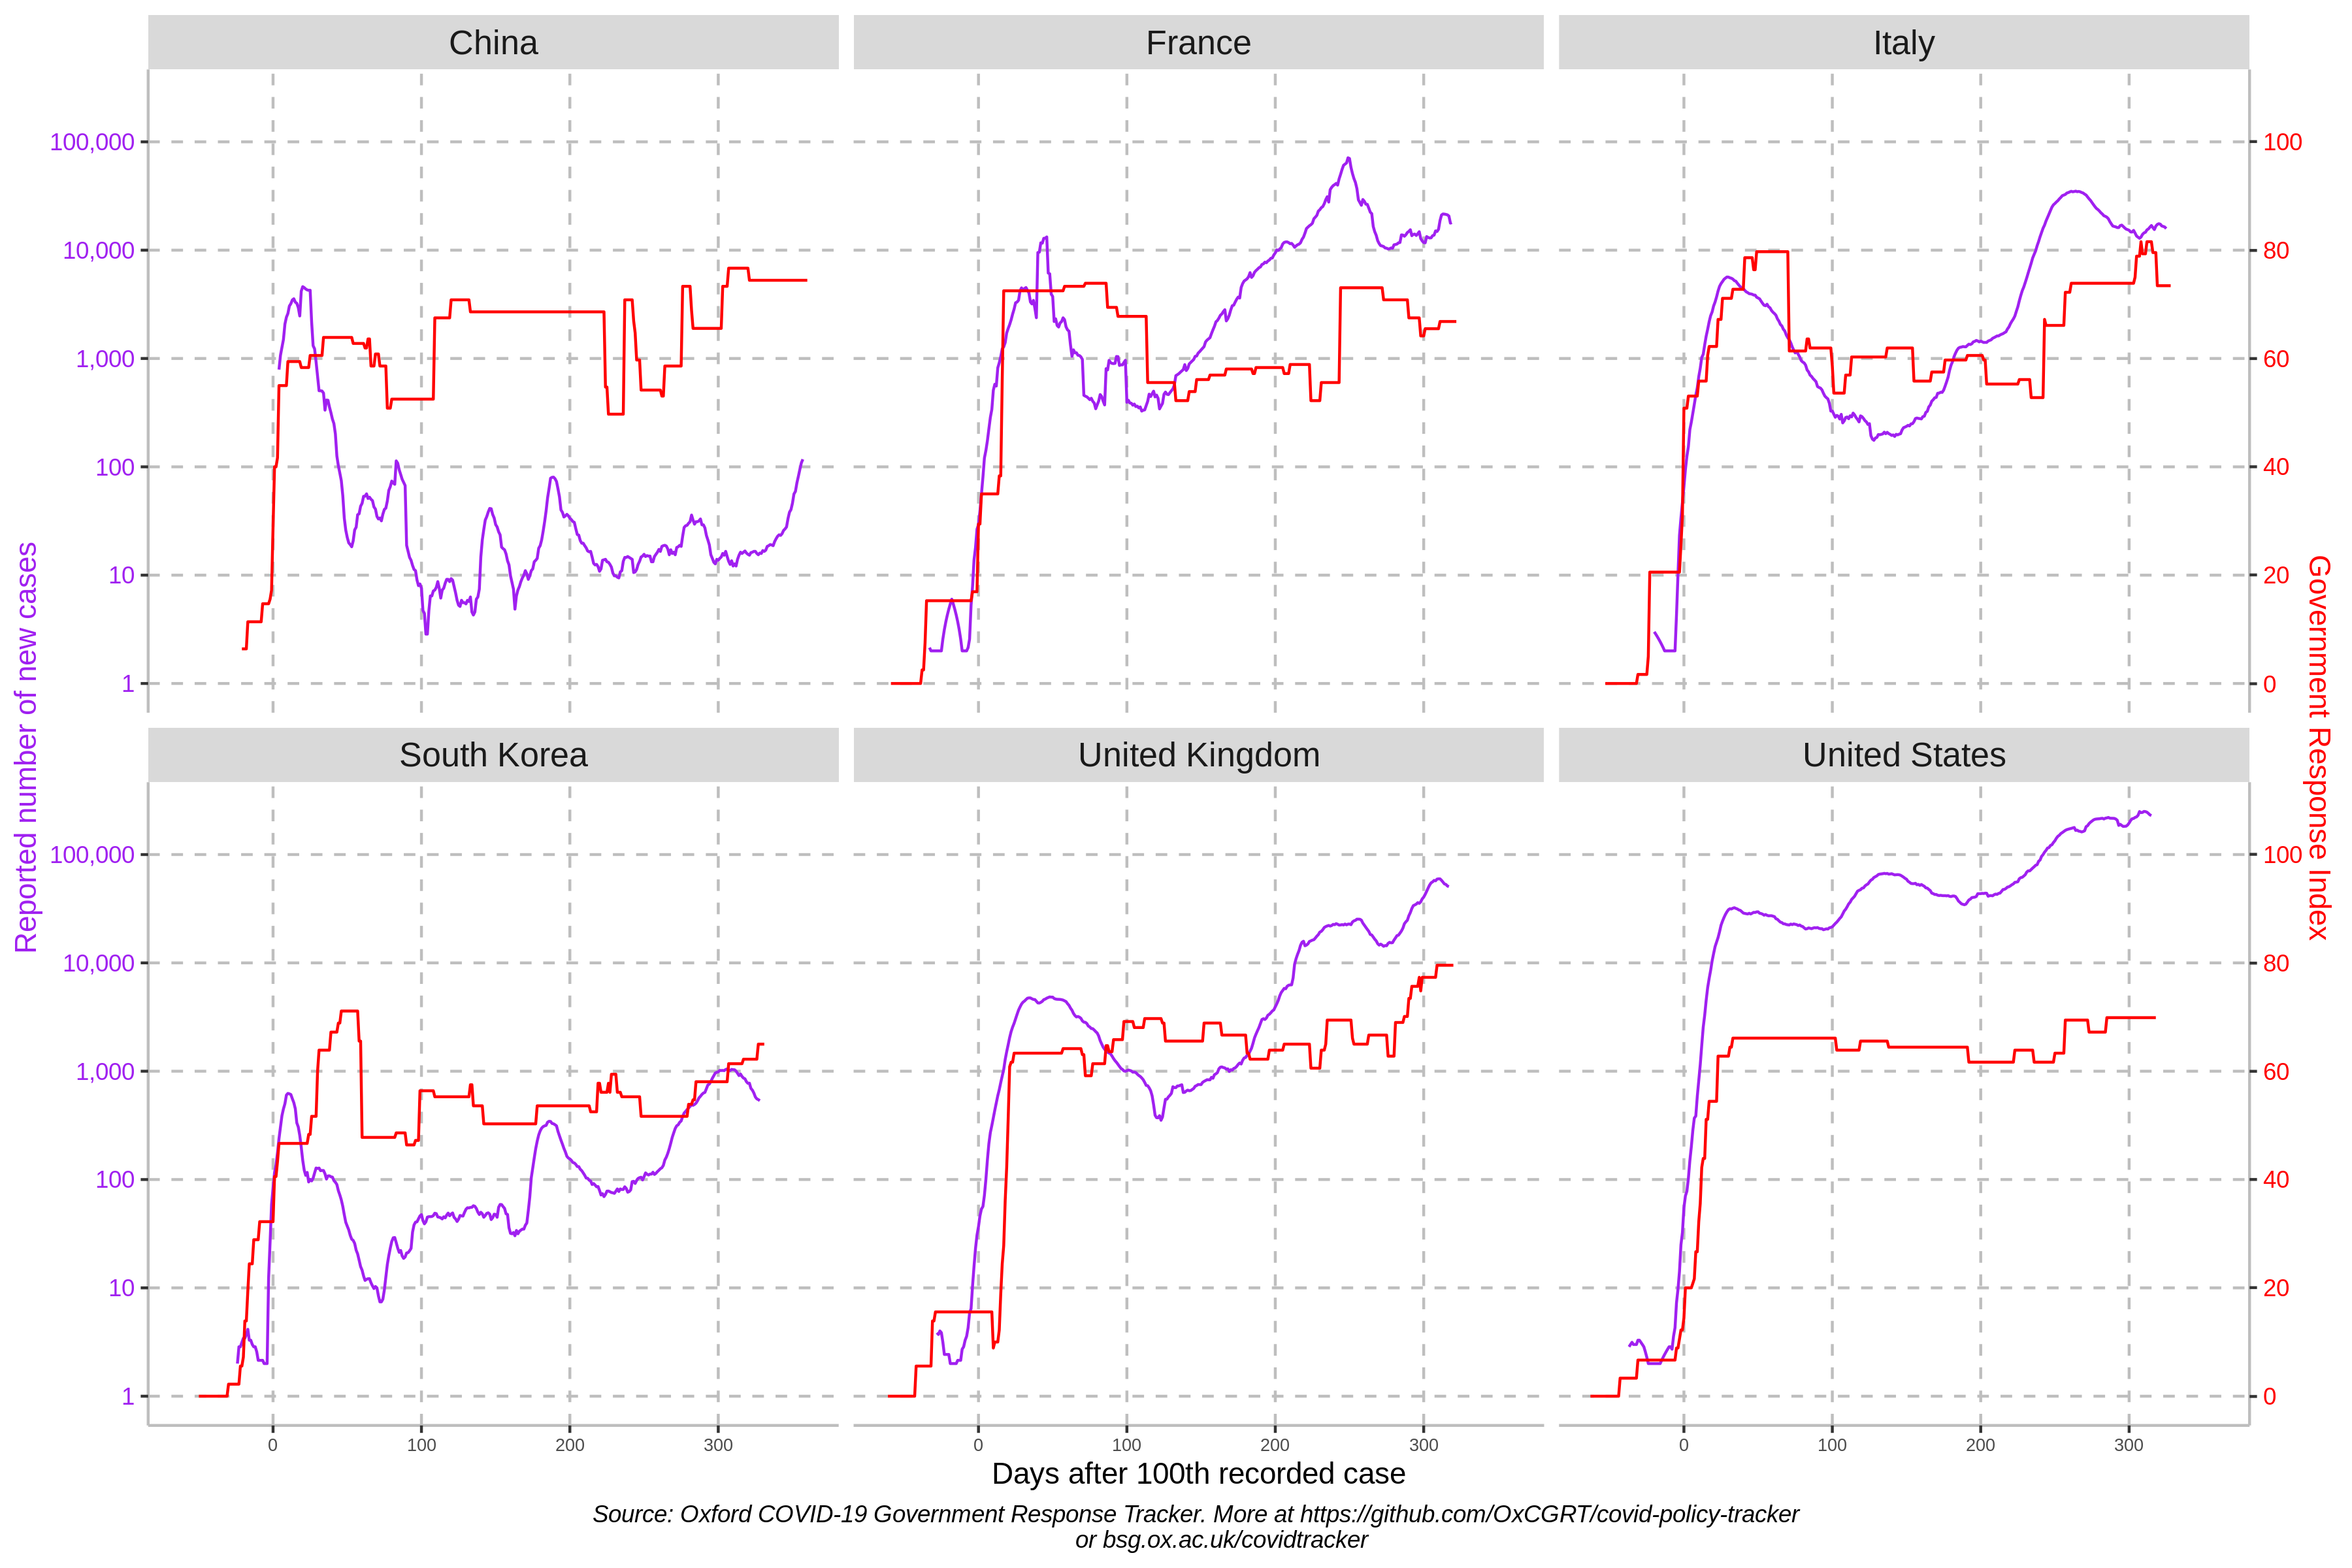 China
France
Italy
100,000
10,000
1,000
100
10
1
100
80
60
40
20
0
South Korea
United Kingdom
United States
100,000
10,000
1,000
100
10
1
100
80
60
40
20
0
Reported number of new cases
Government Response Index
0 100 200 300
0 100 200 300
0 100 200 300
Days after 100th recorded case
Source: Oxford COVID-19 Government Response Tracker. More at https://github.com/OxCGRT/covid-policy-tracker
or bsg.ox.ac.uk/covidtracker